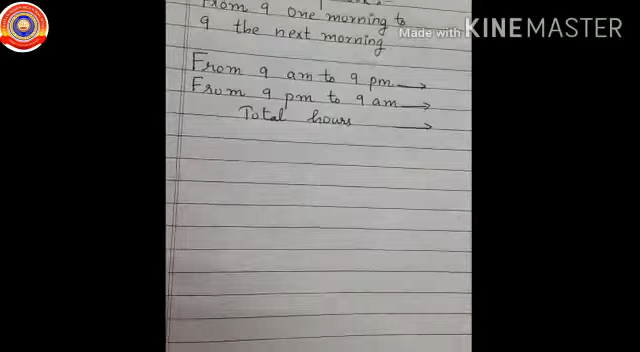 From 9 one morning to
9 the next morning
Made with KINEMASTER
From 9 am to 9 pm →
From 9 pm to 9 am →
Total hours →